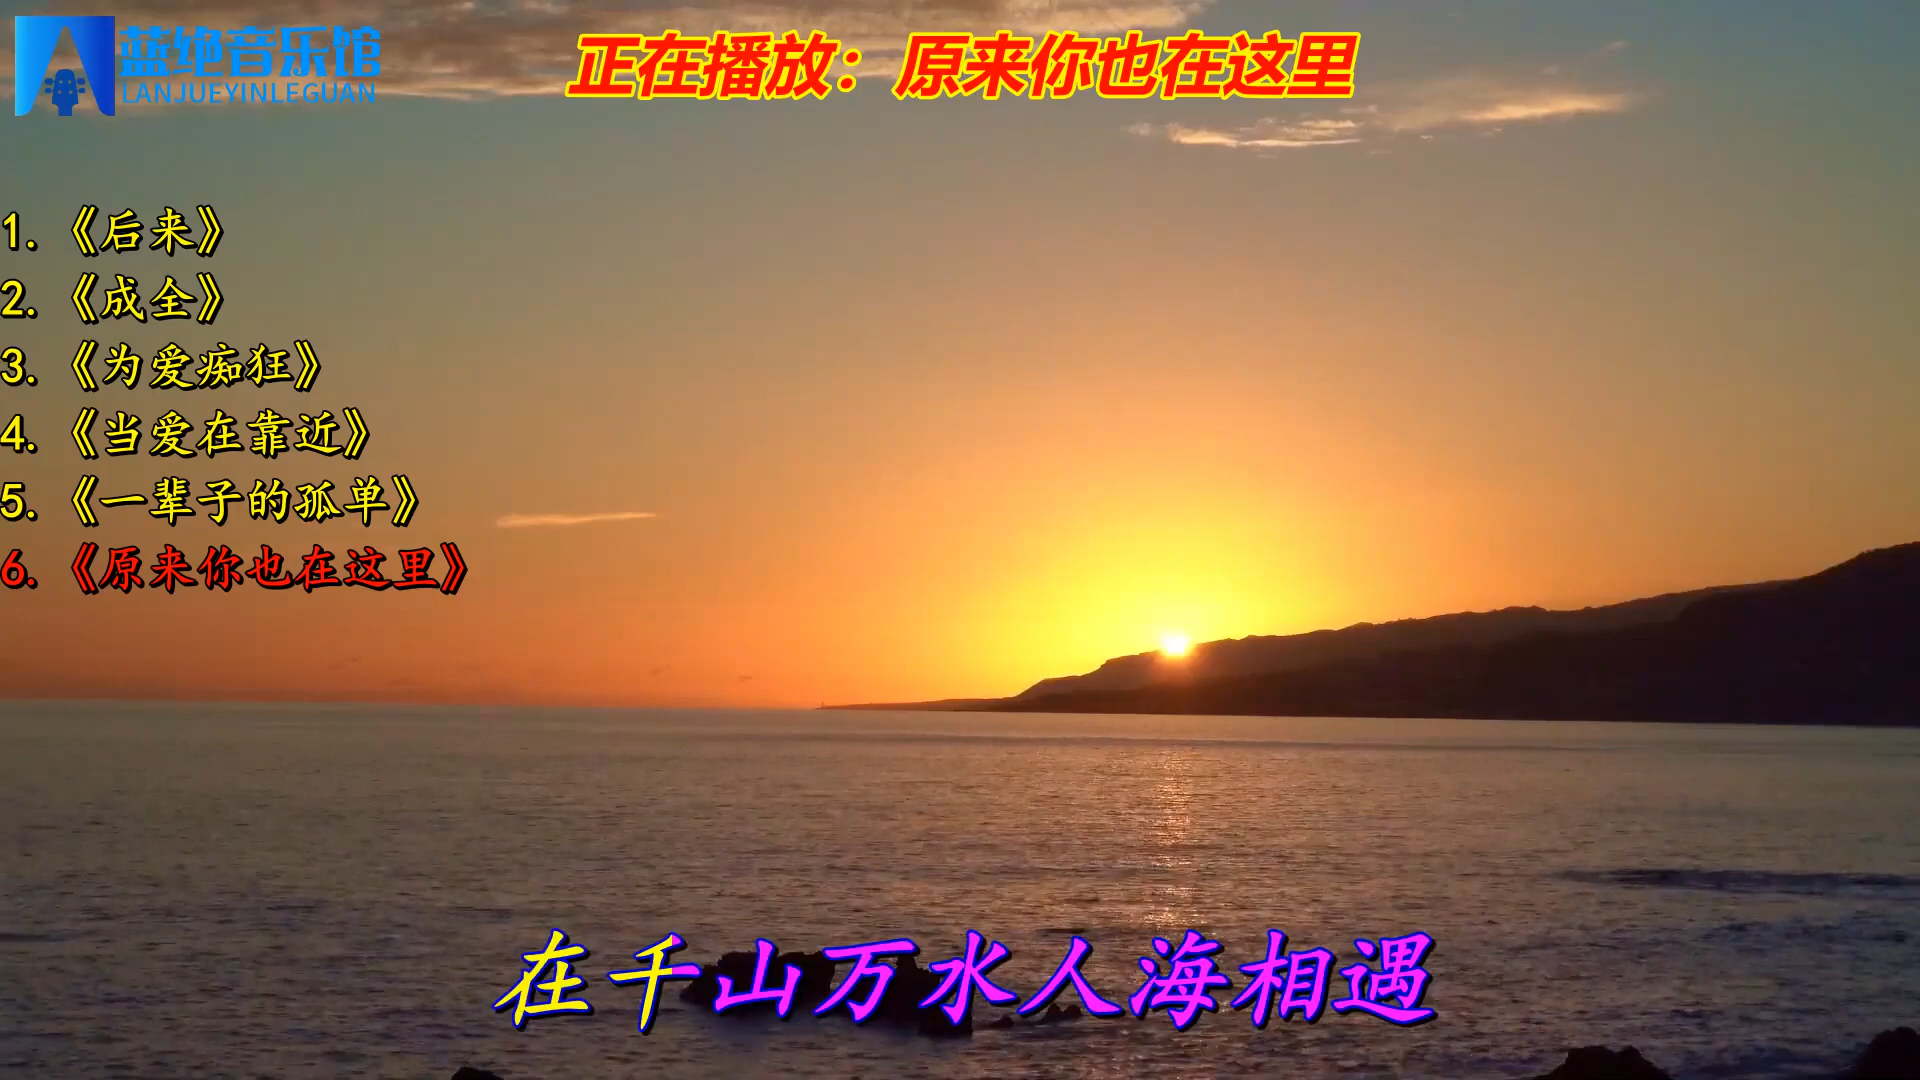 蓝绝音乐馆
LANJUEYINLEGUAN
正在播放：原来你也在这里
1.《后来》
2.《成全》
3.《为爱痴狂》
4.《当爱在靠近》
5.《一辈子的孤单》
6.《原来你也在这里》
在千山万水人海相遇